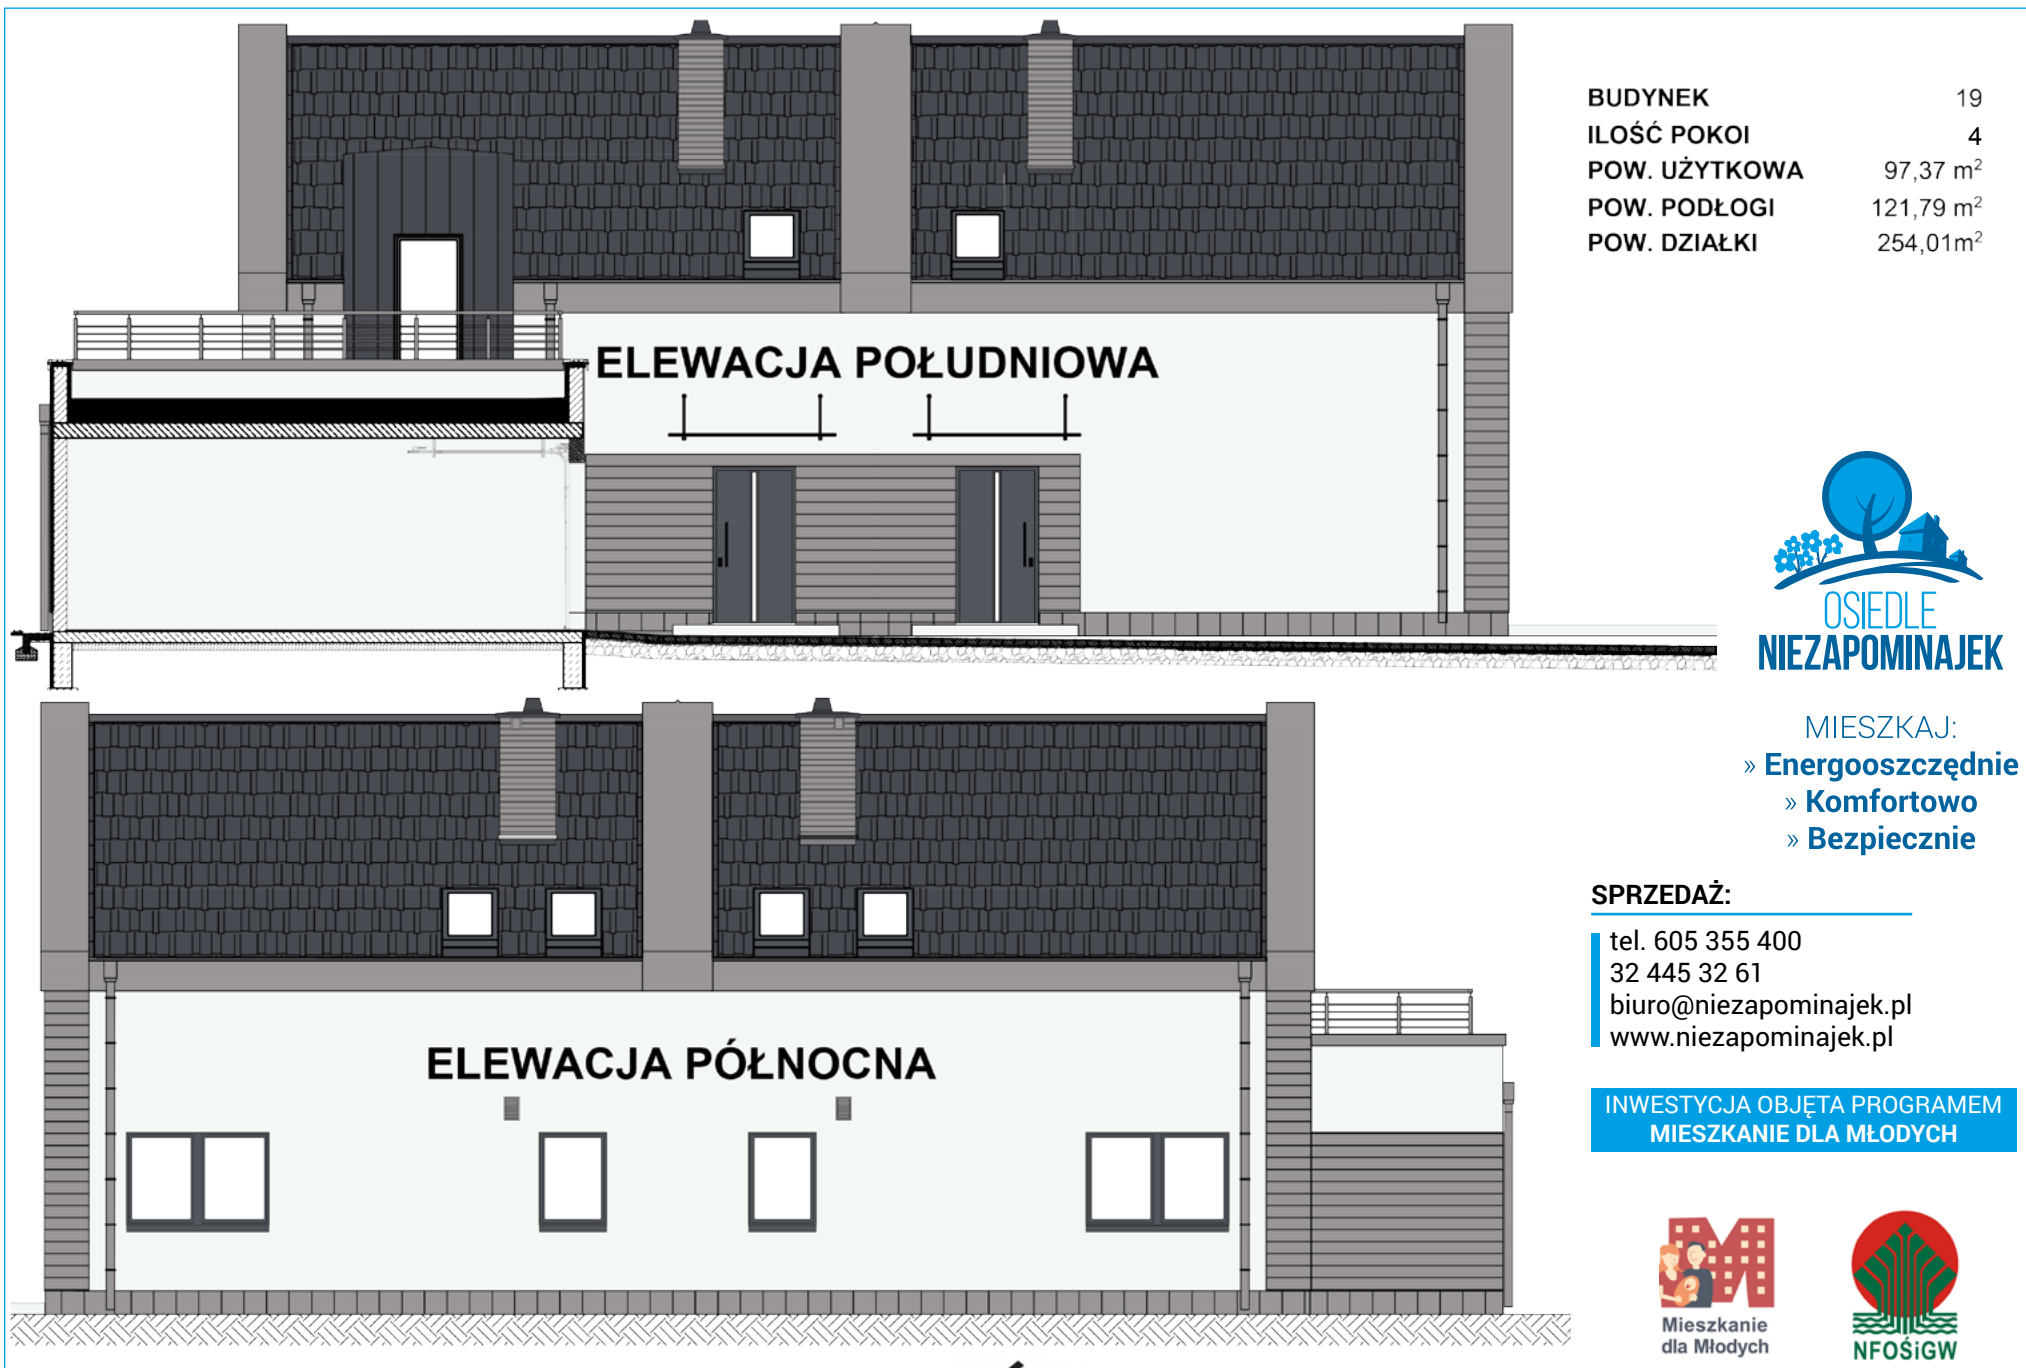 BUDYNEK 19
ILOŚĆ POKOI 4
POW. UŻYTKOWA 97,37 m²
POW. PODŁOGI 121,79 m²
POW. DZIAŁKI 254,01m²
ELEWACJA POŁUDNIOWA
OSIEDLE
NIEZAPOMINAJEK
MIESZKAJ:
» Energooszczędnie
» Komfortowo
» Bezpiecznie
SPRZEDAŻ:
tel. 605 355 400
32 445 32 61
biuro@niezapominajek.pl
www.niezapominajek.pl
ELEWACJA PÓŁNOCNA
INWESTYCJA OBJĘTA PROGRAMEM
MIESZKANIE DLA MŁODYCH
Mieszkanie
dla Młodych
NFOŚiGW